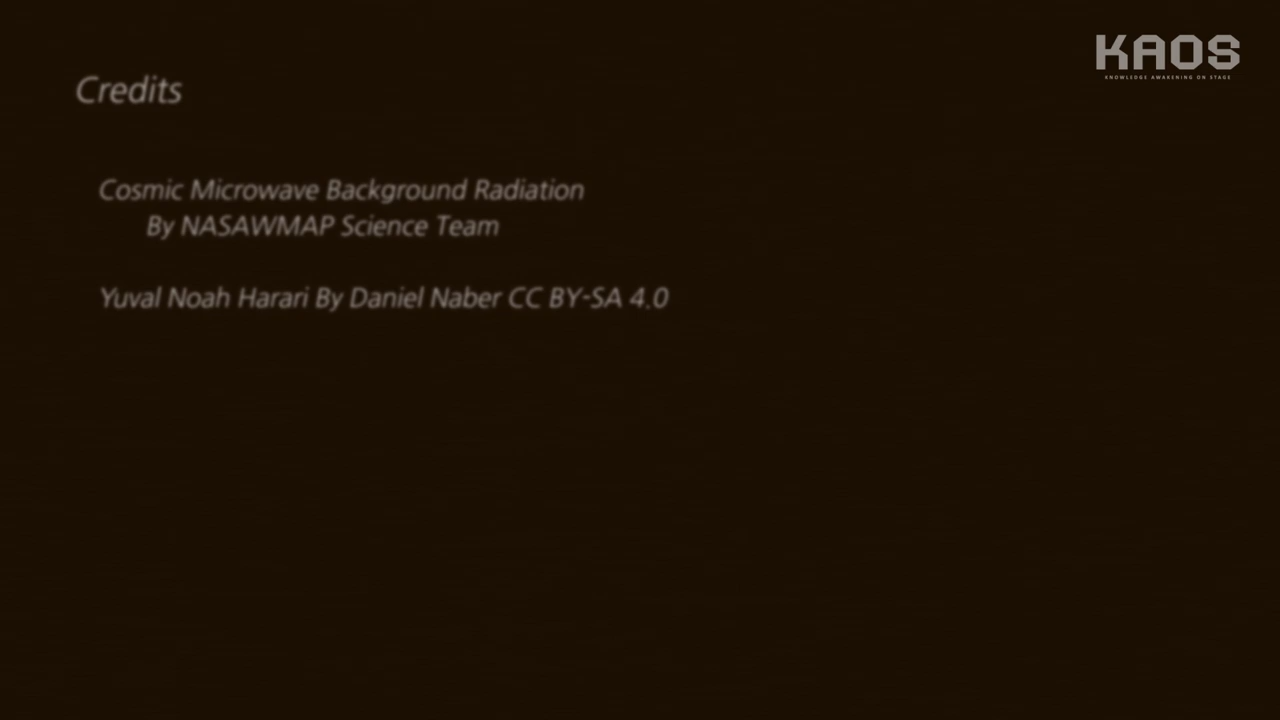 KAOS
KNOWLEDGE AWAKENING ON STAGE
Credits
Cosmic Microwave Background Radiation
By NASAWMAP Science Team
Yuval Noah Harari By Daniel Naber CC BY-SA 4.0